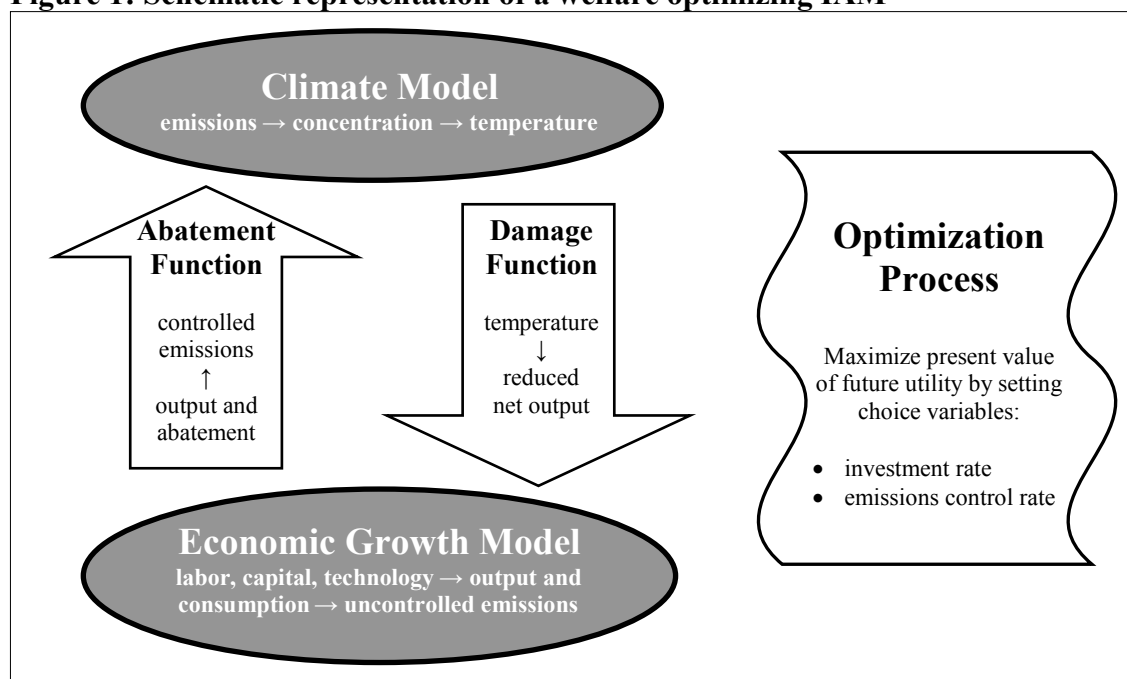 Figure 1: Schematic representation of a welfare optimizing IAM
Climate Model
emissions → concentration → temperature
Abatement
Function
controlled
emissions
↑
output and
abatement
Damage
Function
temperature
↓
reduced
net output
Economic Growth Model
labor, capital, technology → output and
consumption → uncontrolled emissions
Optimization
Process
Maximize present value
of future utility by setting
choice variables:
• investment rate
• emissions control rate